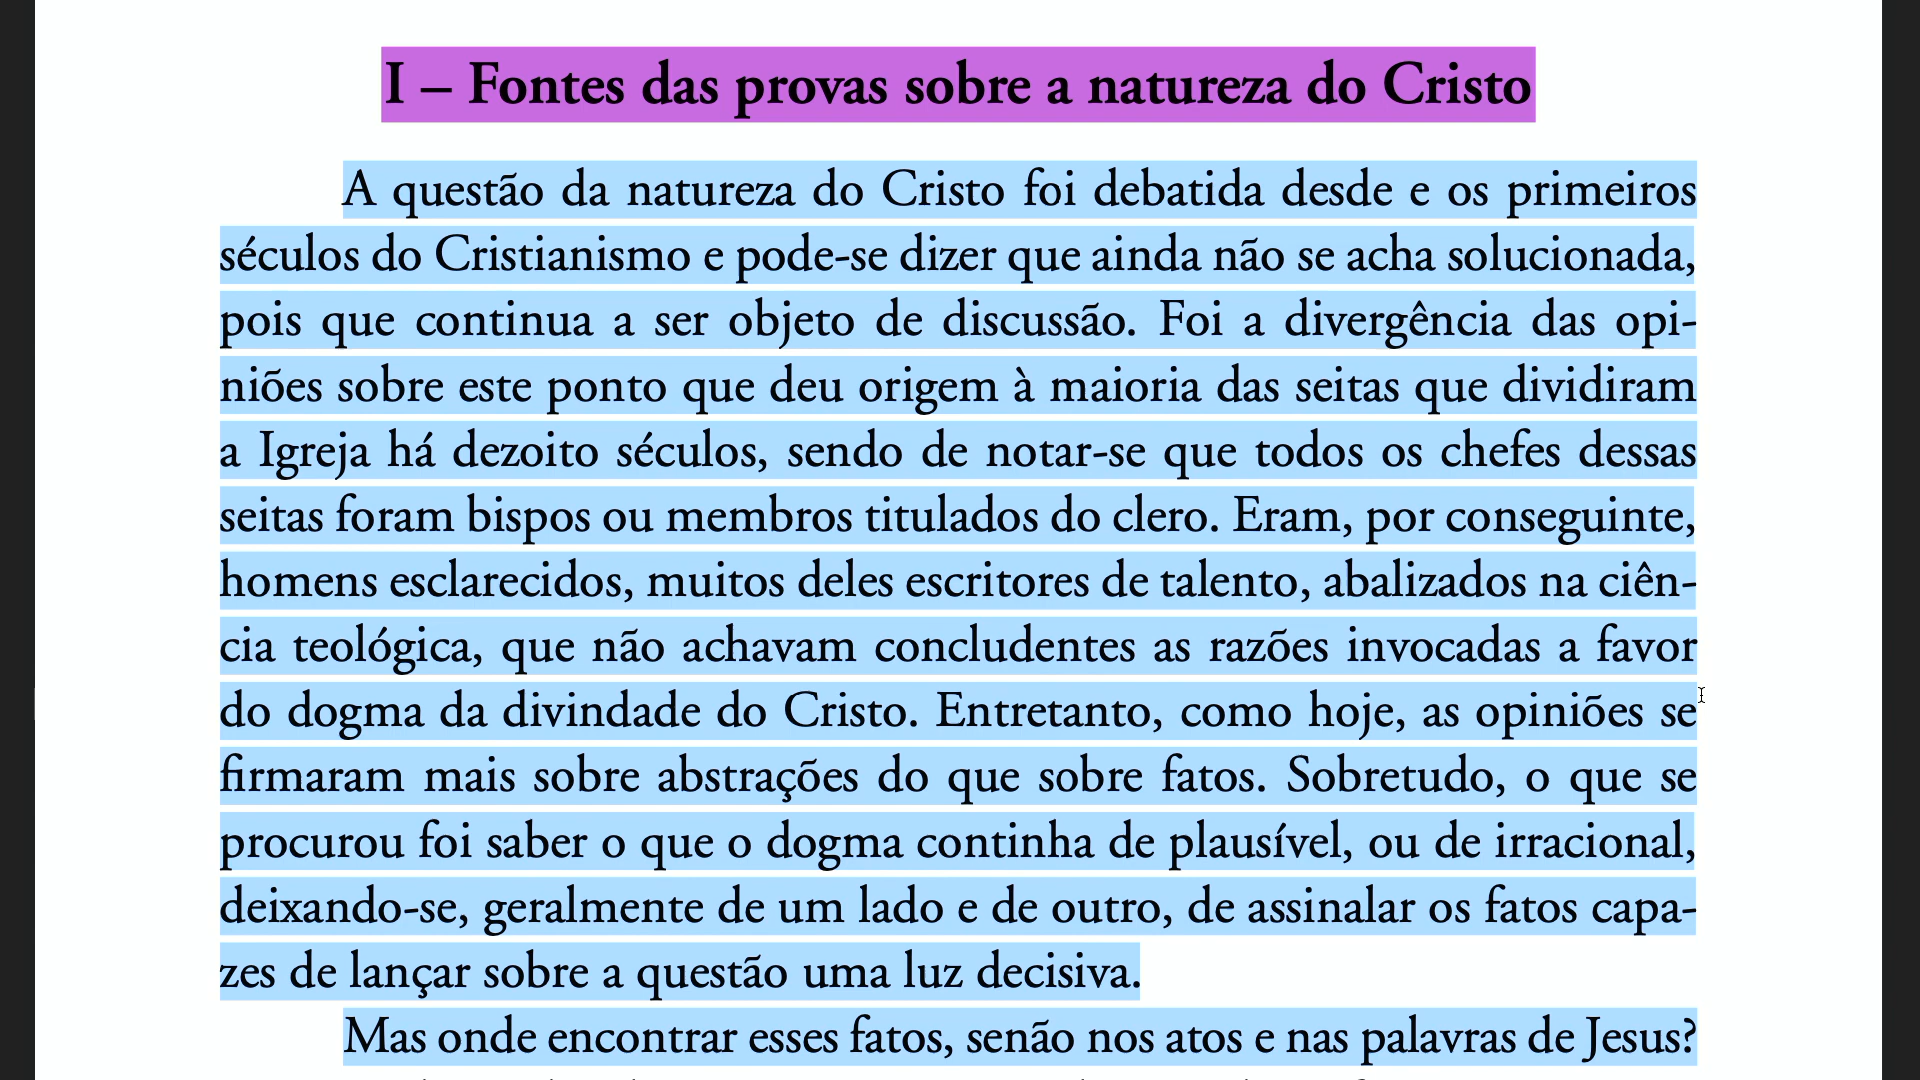 I – Fontes das provas sobre a natureza do Cristo
A questão da natureza do Cristo foi debatida desde e os primeiros
séculos do Cristianismo e pode-se dizer que ainda não se acha solucionada,
pois que continua a ser objeto de discussão. Foi a divergência das opi-
niões sobre este ponto que deu origem à maioria das seitas que dividiram
a Igreja há dezoito séculos, sendo de notar-se que todos os chefes dessas
seitas foram bispos ou membros titulados do clero. Eram, por conseguinte,
homens esclarecidos, muitos deles escritores de talento, abalizados na ciên-
cia teológica, que não achavam concludentes as razões invocadas a favor
do dogma da divindade do Cristo. Entretanto, como hoje, as opiniões se
firmaram mais sobre abstrações do que sobre fatos. Sobretudo, o que se
procurou foi saber o que o dogma continha de plausível, ou de irracional,
deixando-se, geralmente de um lado e de outro, de assinalar os fatos capa-
zes de lançar sobre a questão uma luz decisiva.
Mas onde encontrar esses fatos, senão nos atos e nas palavras de Jesus?